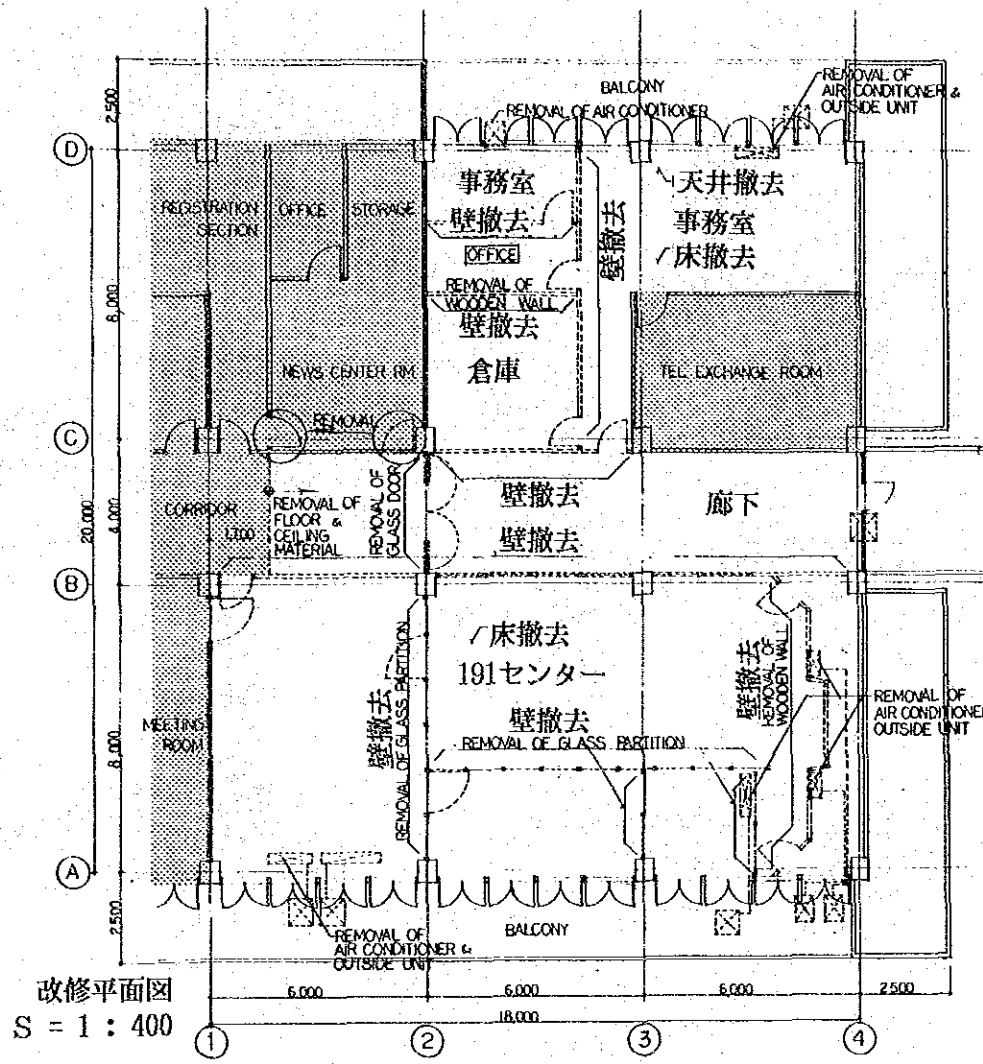 BALCONY
REMOVAL OF AIR CONDITIONER
REMOVAL OF
AIR CONDITIONER &
OUTSIDE UNIT
2,500
D
REGISTRATION
SECTION
OFFICE
STORAGE
事務室
壁撤去
OFFICE
REMOVAL OF
WOODEN WALL
壁撤去
倉庫
壁撤去
天井撤去
事務室
床撤去
8,000
NEWS CENTER RM
TEL EXCHANGE ROOM
REMOVAL
C
CORRIDOR
1,700
REMOVAL OF
FLOOR &
CEILING
MATERIAL
REMOVAL OF
GLASS DOOR
壁撤去
壁撤去
廊下
20,000
4,000
B
床撤去
191センター
壁撤去
REMOVAL OF GLASS PARTITION
壁撤去
REMOVAL OF GLASS PARTITION
壁撤去
REMOVAL OF
WOODEN WALL
REMOVAL OF
AIR CONDITIONER
OUTSIDE UNIT
MEETING
ROOM
8,000
A
2,500
REMOVAL OF
AIR CONDITIONER &
OUTSIDE UNIT
BALCONY
改修平面図
S = 1 : 400
6,000
6,000
6,000
2500
18,000
1
2
3
4